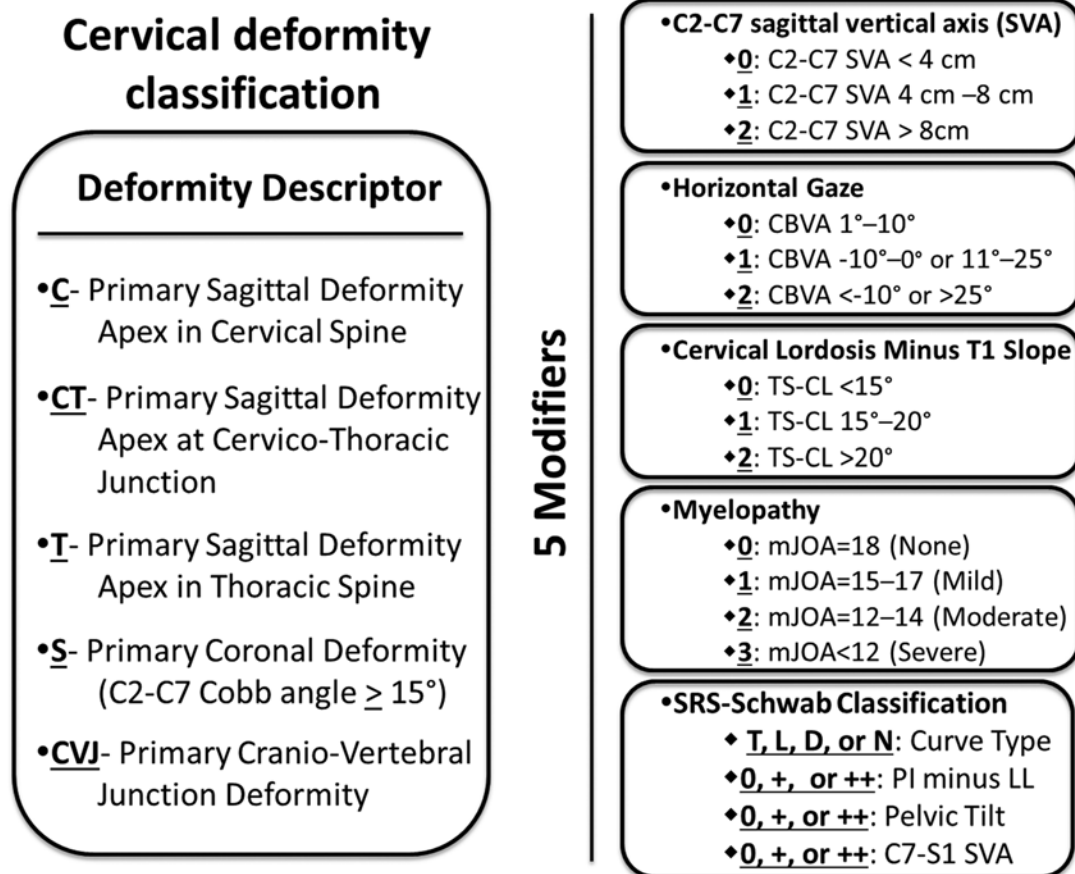 Cervical deformity
classification
Deformity Descriptor
•C- Primary Sagittal Deformity
Apex in Cervical Spine
•CT- Primary Sagittal Deformity
Apex at Cervico-Thoracic
Junction
•T- Primary Sagittal Deformity
Apex in Thoracic Spine
•S- Primary Coronal Deformity
(C2-C7 Cobb angle ≥ 15°)
•CVJ- Primary Cranio-Vertebral
Junction Deformity
5 Modifiers
•C2-C7 sagittal vertical axis (SVA)
◆0: C2-C7 SVA < 4 cm
◆1: C2-C7 SVA 4 cm –8 cm
◆2: C2-C7 SVA > 8cm
•Horizontal Gaze
◆0: CBVA 1°–10°
◆1: CBVA -10°–0° or 11°–25°
◆2: CBVA <-10° or >25°
•Cervical Lordosis Minus T1 Slope
◆0: TS-CL <15°
◆1: TS-CL 15°–20°
◆2: TS-CL >20°
•Myelopathy
◆0: mJOA=18 (None)
◆1: mJOA=15–17 (Mild)
◆2: mJOA=12–14 (Moderate)
◆3: mJOA<12 (Severe)
•SRS-Schwab Classification
◆ T, L, D, or N: Curve Type
◆0, +, or ++: PI minus LL
◆0, +, or ++: Pelvic Tilt
◆0, +, or ++: C7-S1 SVA